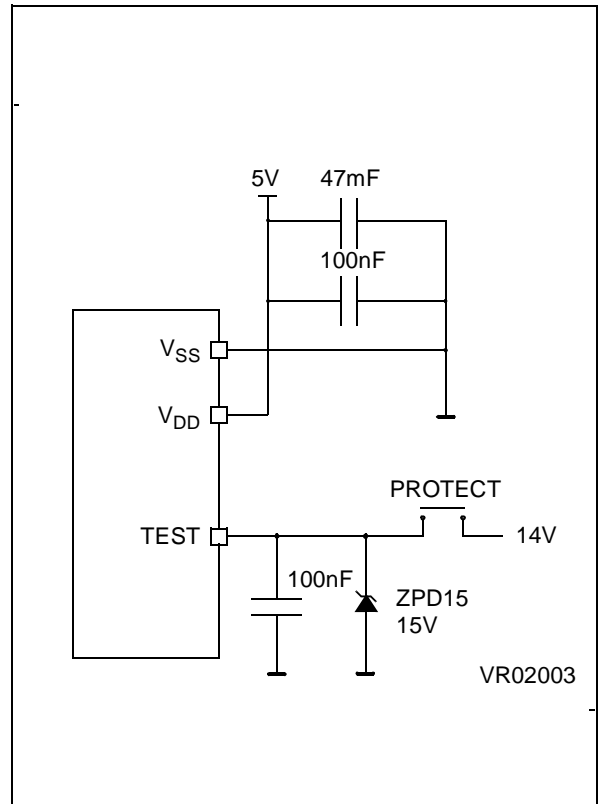 5V 47mF
100nF
VSS
VDD
PROTECT
TEST 14V
100nF ZPD15
15V
VR02003